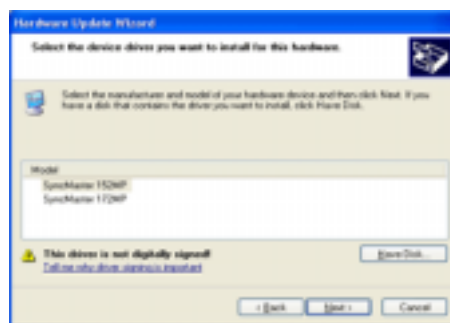 Hardware Update Wizard
Select the device driver you want to install for this hardware.
Select the manufacturer and model of your hardware device and then click Next. If you
have a disk that contains the driver you want to install, click Have Disk.
Model
SyncMaster 152MP
SyncMaster 172MP
This driver is not digitally signed!
Tell me why driver signing is important
Have Disk...
< Back
Next >
Cancel